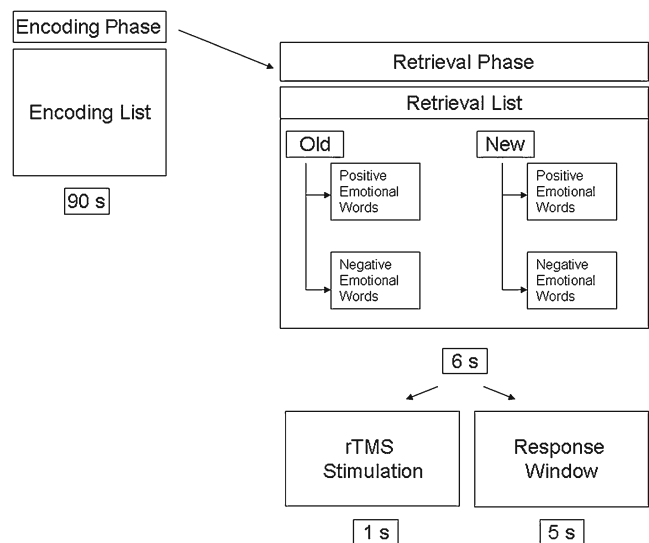 Encoding Phase
Encoding List
90 s
Retrieval Phase
Retrieval List
Old
Positive
Emotional
Words
Negative
Emotional
Words
New
Positive
Emotional
Words
Negative
Emotional
Words
6 s
rTMS
Stimulation
1 s
Response
Window
5 s